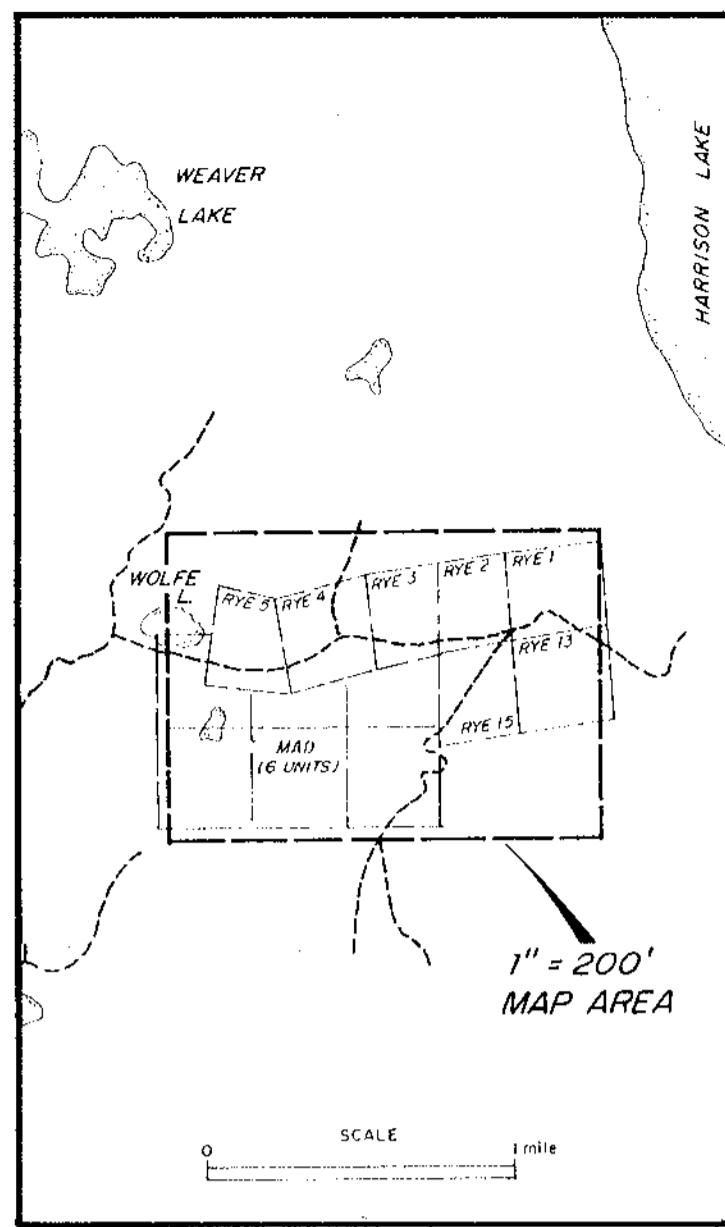 WEAVER
LAKE
HARRISON LAKE
WOLFE
L.
RYE 5
RYE 4
RYE 3
RYE 2
RYE 1
RYE 13
RYE 15
MAD
(6 UNITS)
1" = 200'
MAP AREA
SCALE
0
1 mile